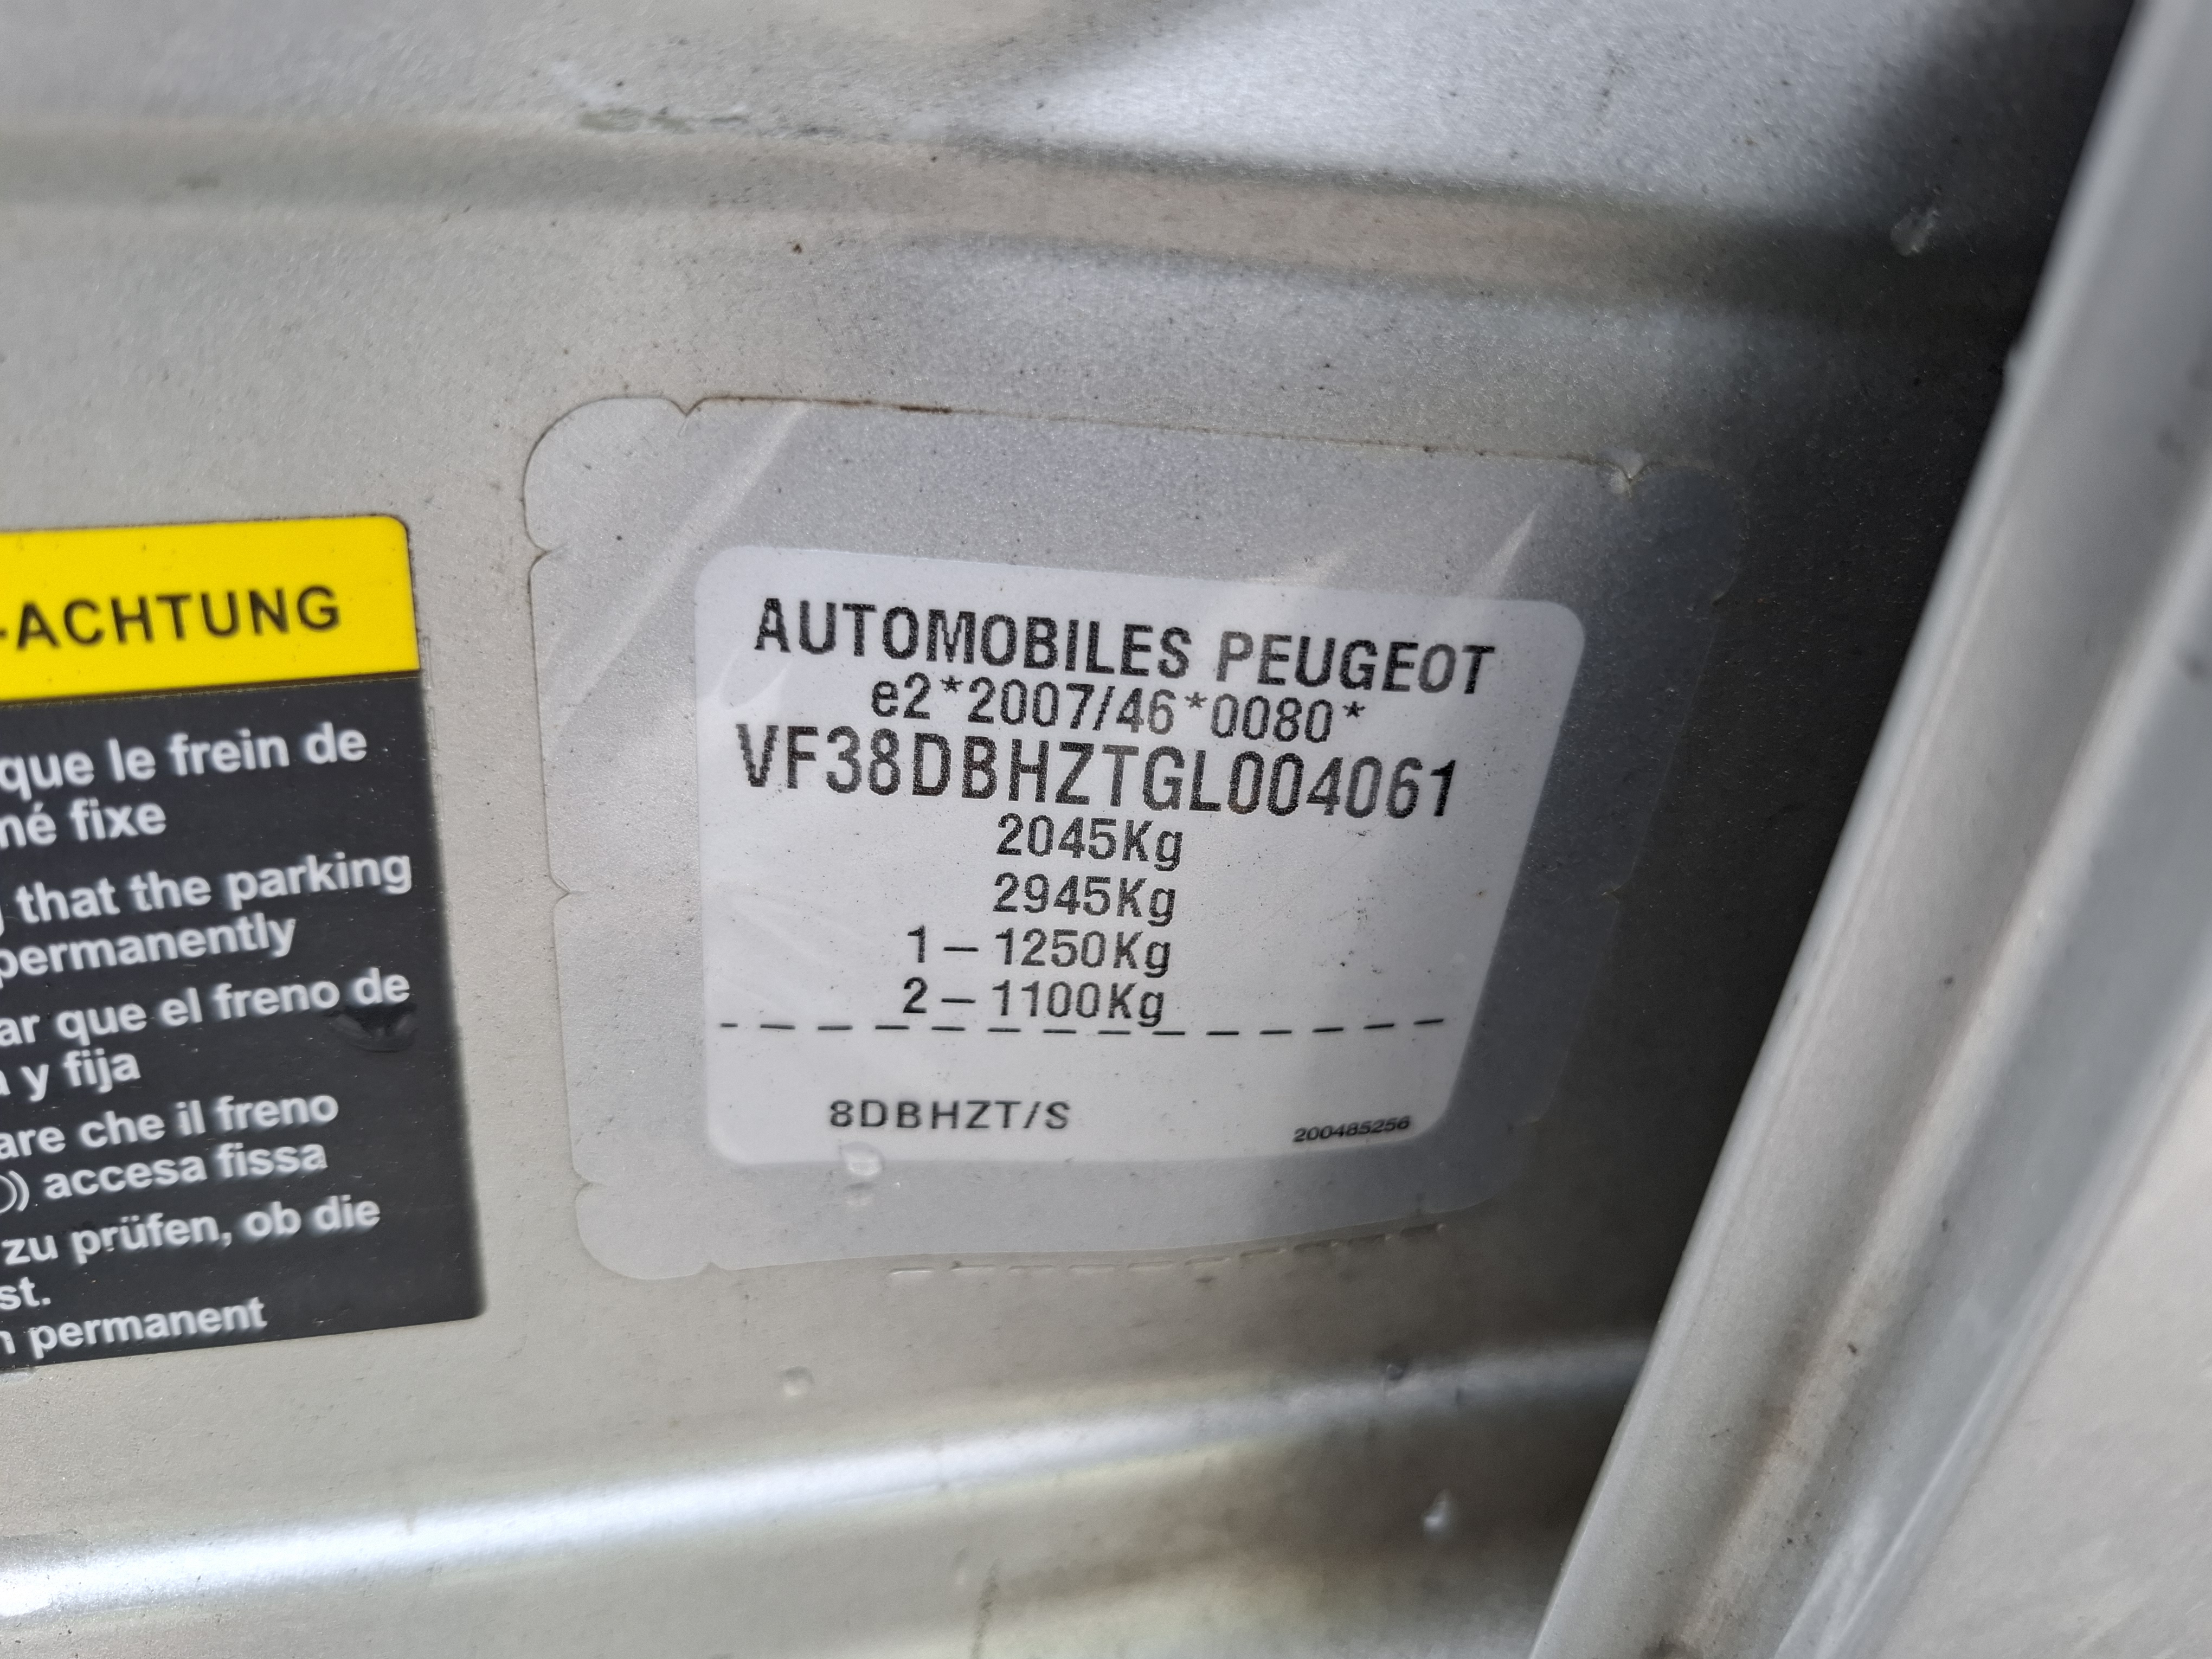 -ACHTUNG
que le frein de
né fixe
that the parking
permanently
ar que el freno de
y fija
are che il freno
accesa fissa
zu prüfen, ob die
st.
permanent
AUTOMOBILES PEUGEOT
e2*2007/46*0080*
VF38DBHZTGL004061
2045Kg
2945Kg
1 – 1250Kg
2 – 1100Kg
8DBHZT/S
200485256